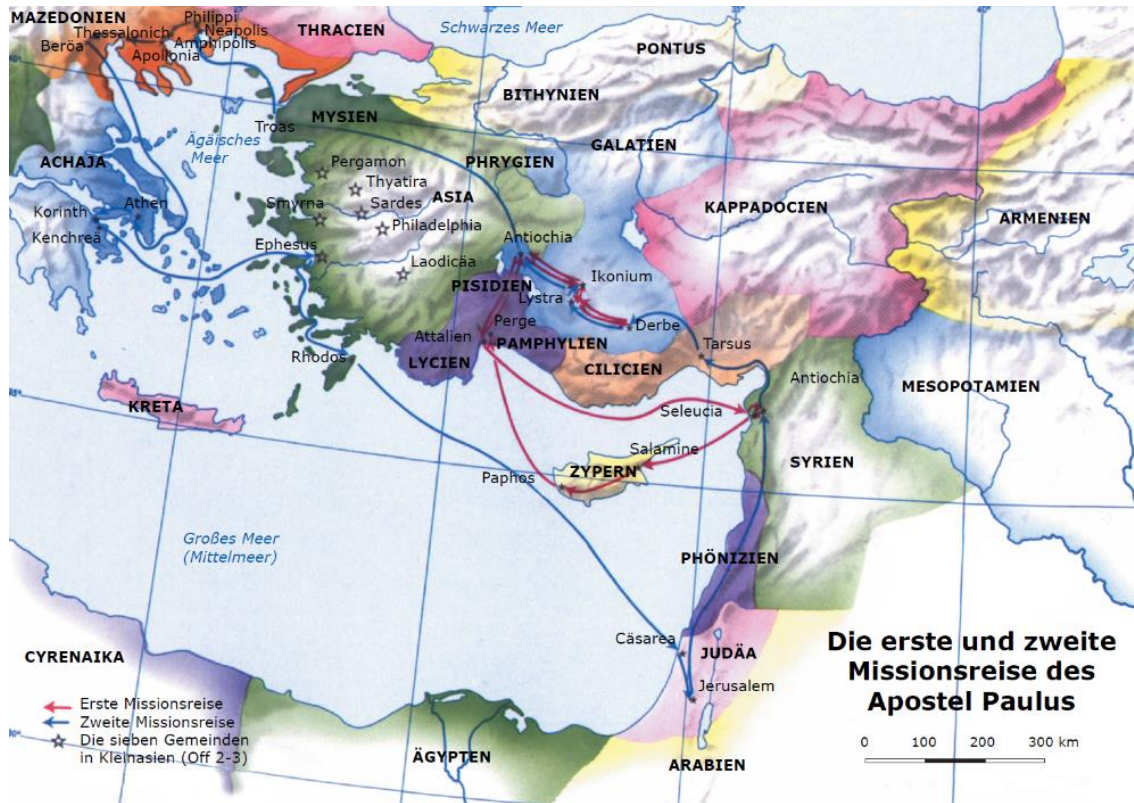 MAZEDONIEN
Philippi
Thessalonich
Neapolis
Beröa
Amphipolis
Apollonia
THRACIEN
Schwarzes Meer
PONTUS
BITHYNIEN
MYSIEN
Troas
Ägäisches
Meer
GALATIEN
PHRYGIEN
ACHAJA
Pergamon
Thyatira
ASIA
Athen
Smyrna
Sardes
Korinth
Philadelphia
KAPPADOCIEN
ARMENIEN
Kenchreä
Ephesus
Antiochia
Laodicäa
Ikonium
PISIDIEN
Lystra
Perge
Attalien
Derbe
PAMPHYLIEN
Tarsus
Rhodos
LYCIEN
CILICIEN
Antiochia
MESOPOTAMIEN
KRETA
Seleucia
Salamine
ZYPERN
SYRIEN
Paphos
Großes Meer
(Mittelmeer)
PHÖNIZIEN
Cäsarea
JUDÄA
CYRENAIKA
Jerusalem
Die erste und zweite
Missionsreise des
Apostel Paulus
Erste Missionsreise
Zweite Missionsreise
Die sieben Gemeinden
in Kleinasien (Off 2-3)
ÄGYPTEN
ARABIEN
0 100 200 300 km